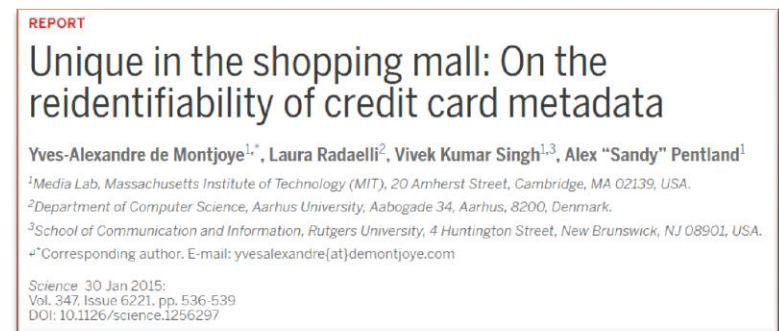 REPORT
Unique in the shopping mall: On the
reidentifiability of credit card metadata
Yves-Alexandre de Montjoye1,*, Laura Radaelli2, Vivek Kumar Singh1,3, Alex “Sandy” Pentland1
1Media Lab, Massachusetts Institute of Technology (MIT), 20 Amherst Street, Cambridge, MA 02139, USA.
2Department of Computer Science, Aarhus University, Aabogade 34, Aarhus, 8200, Denmark.
3School of Communication and Information, Rutgers University, 4 Huntington Street, New Brunswick, NJ 08901, USA.
↵*Corresponding author. E-mail: yvesalexandre{at}demontjoye.com
Science 30 Jan 2015:
Vol. 347, Issue 6221, pp. 536-539
DOI: 10.1126/science.1256297